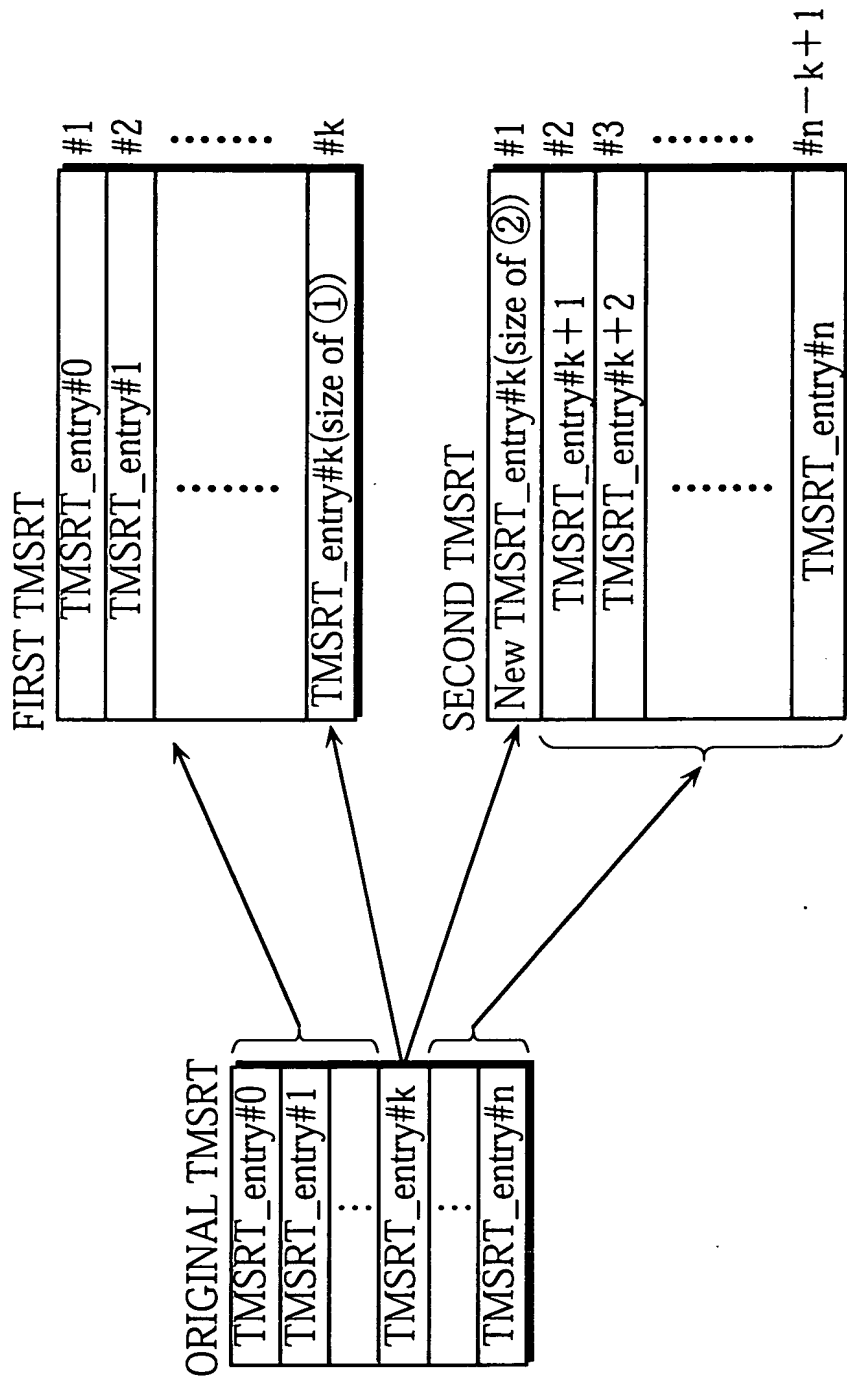 ORIGINAL TMSRT
TMSRT_entry#0
TMSRT_entry#1
...
TMSRT_entry#k
...
TMSRT_entry#n
FIRST TMSRT
TMSRT_entry#0 #1
TMSRT_entry#1 #2
....... .......
TMSRT_entry#k(size of ①) #k
SECOND TMSRT
New TMSRT_entry#k(size of ②) #1
TMSRT_entry#k+1 #2
TMSRT_entry#k+2 #3
....... .......
TMSRT_entry#n #n−k+1